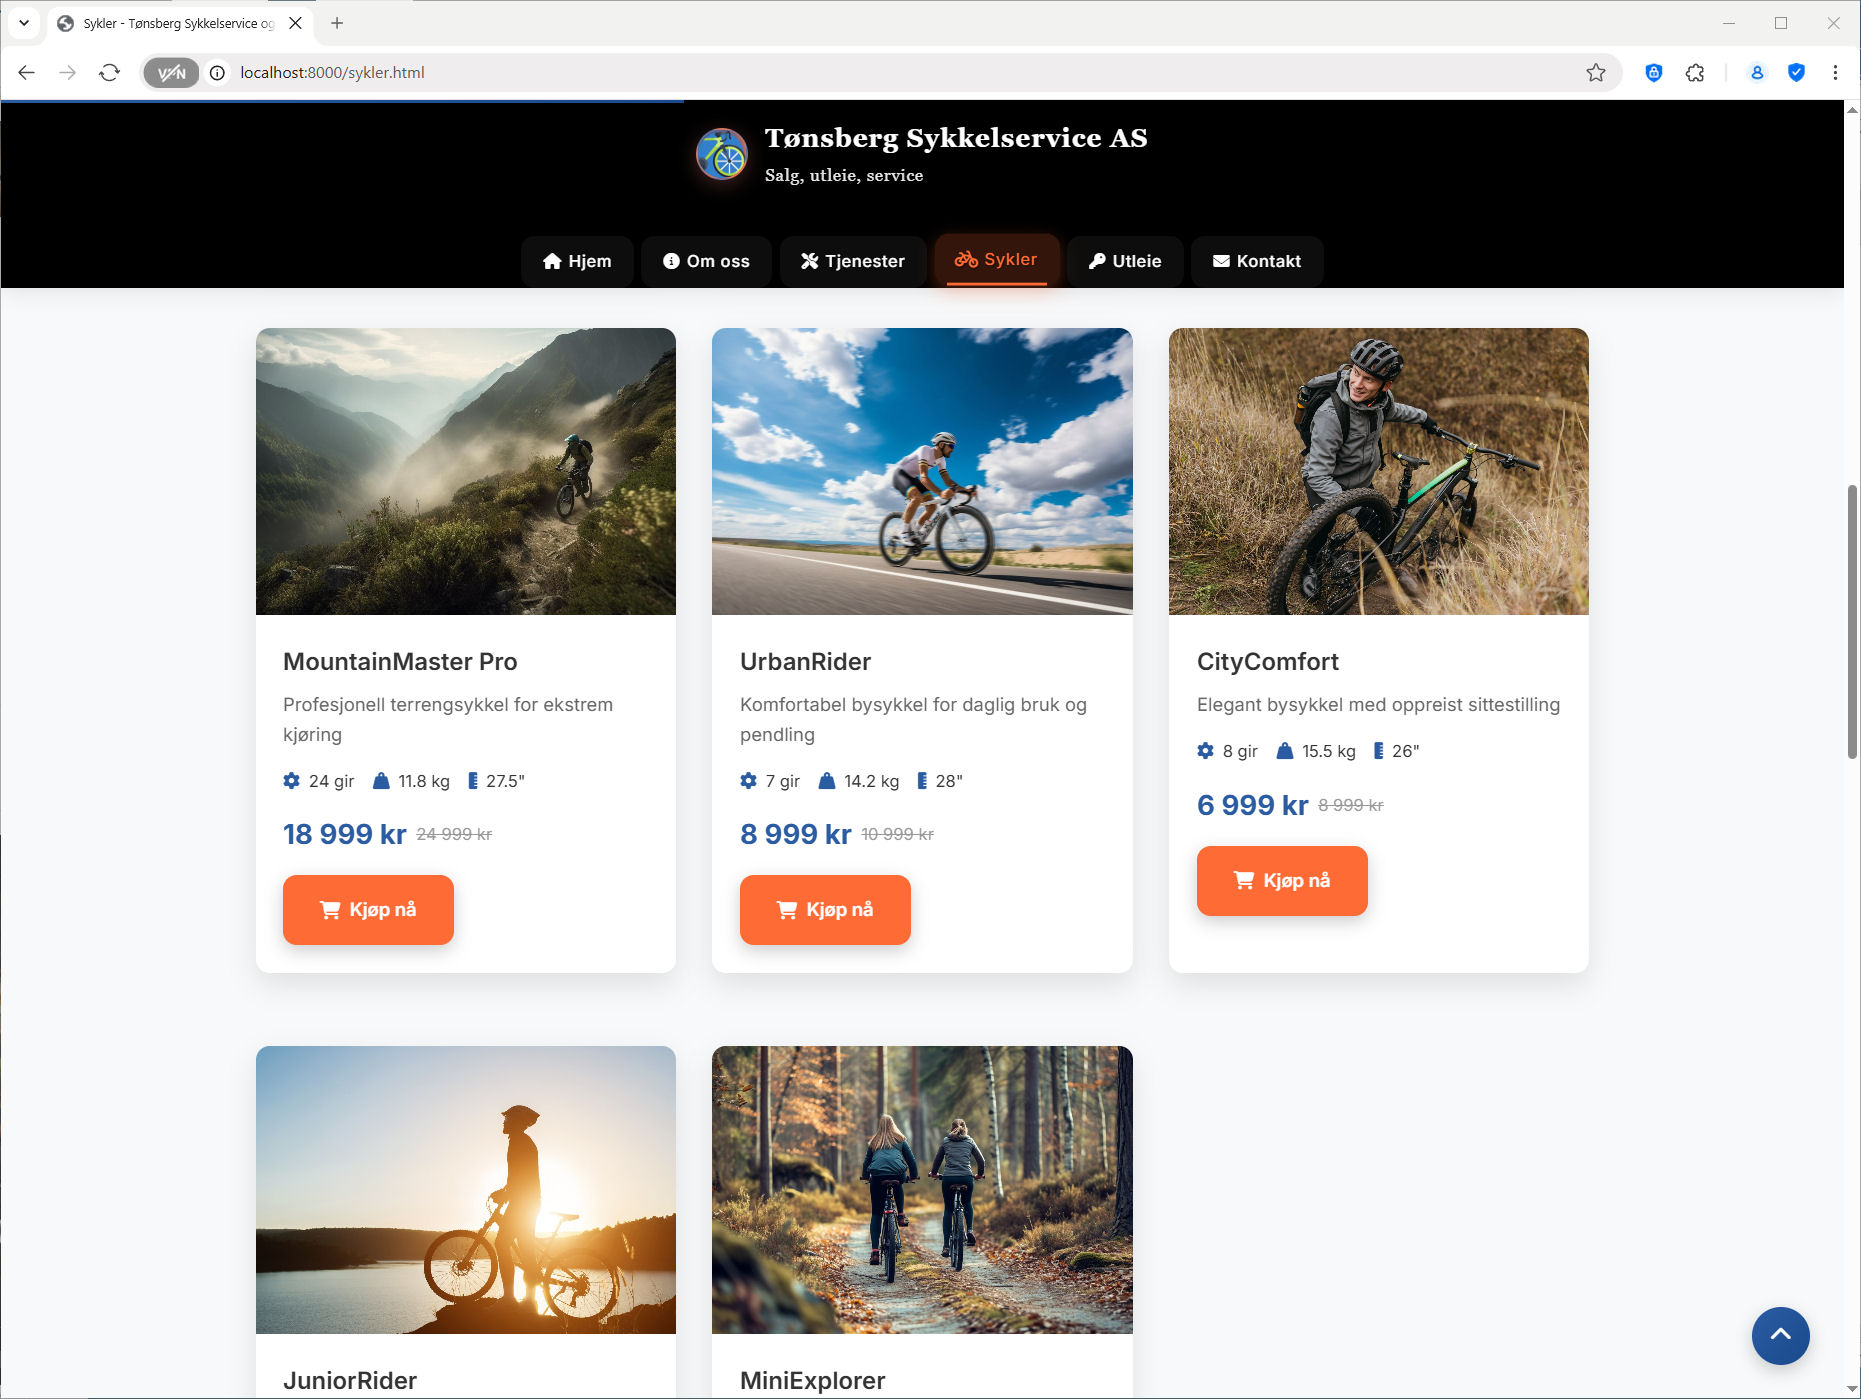 Sykler - Tønsberg Sykkelservice og
VPN
localhost:8000/sykler.html
Tønsberg Sykkelservice AS
Salg, utleie, service
Hjem
Om oss
Tjenester
Sykler
Utleie
Kontakt
MountainMaster Pro
Profesjonell terrengsykkel for ekstrem
kjøring
24 gir 11.8 kg 27.5"
18 999 kr 24 999 kr
Kjøp nå
UrbanRider
Komfortabel bysykkel for daglig bruk og
pendling
7 gir 14.2 kg 28"
8 999 kr 10 999 kr
Kjøp nå
CityComfort
Elegant bysykkel med oppreist sittestilling
8 gir 15.5 kg 26"
6 999 kr 8 999 kr
Kjøp nå
JuniorRider
MiniExplorer